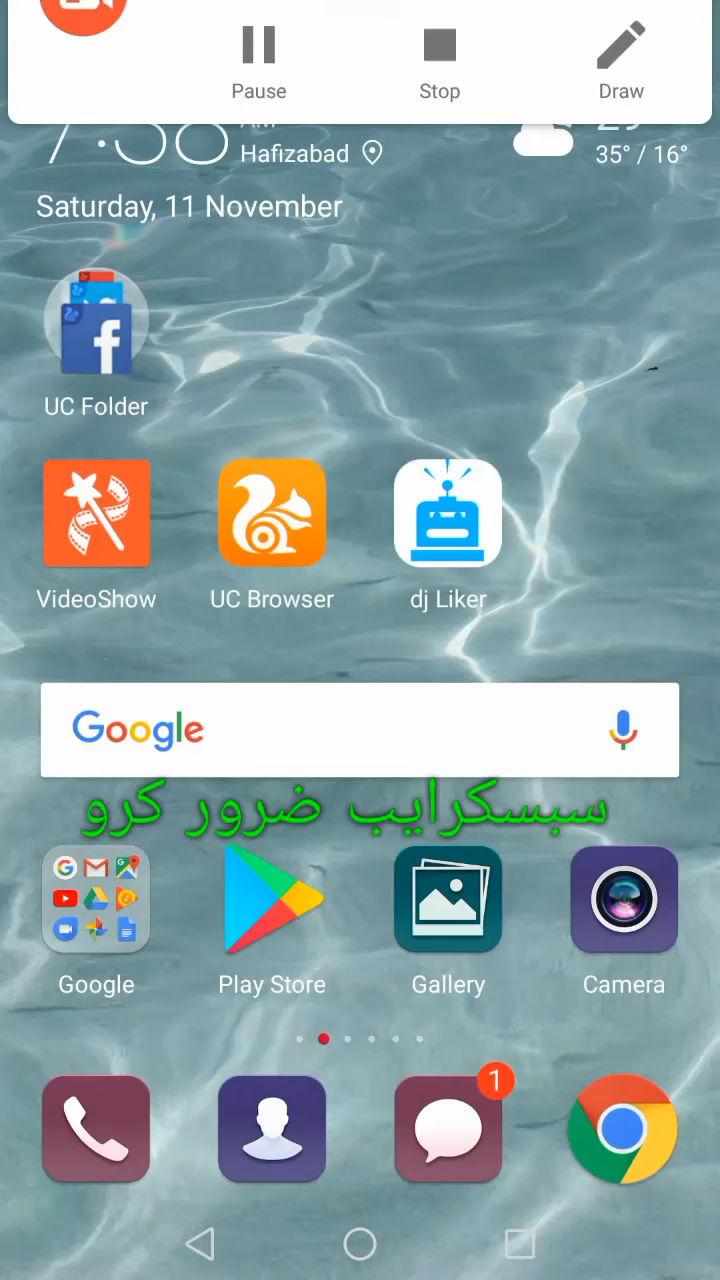 Pause Stop Draw
Hafizabad
35° / 16°
Saturday, 11 November
UC Folder
VideoShow UC Browser dj Liker
Google
سبسکرایب ضرور کرو
Google Play Store Gallery Camera
1